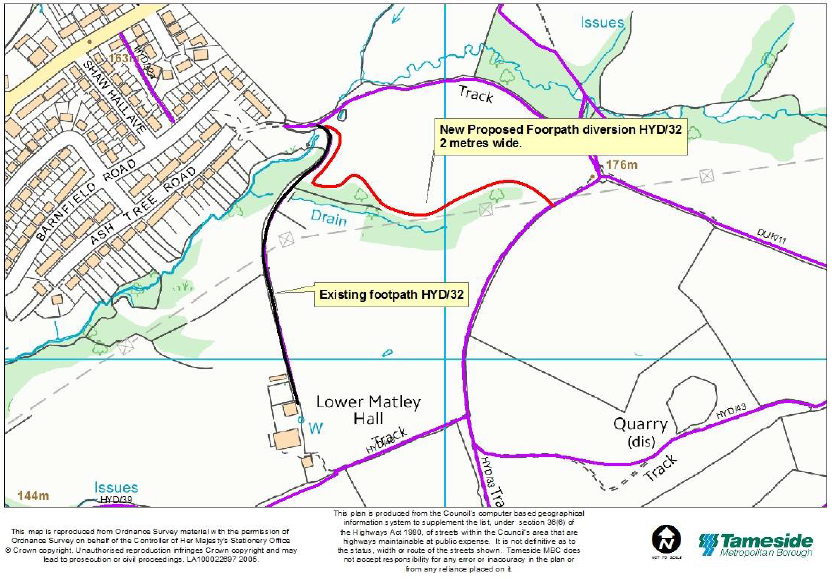 Issues
163m
SHAW HALL AVE
Track
New Proposed Foorpath diversion HYD/32
2 metres wide.
176m
BARNFIELD ROAD
ASH TREE ROAD
Drain
DUK/11
Existing footpath HYD/32
Lower Matley
Hall
W
Track
Quarry
(dis)
HYD/43
Track
HYD/33
Tra
Issues
HYD/39
144m
This map is reproduced from Ordnance Survey material with the permission of
Ordnance Survey on behalf of the Controller of Her Majesty's Stationery Office
© Crown copyright. Unauthorised reproduction infringes Crown copyright and may
lead to prosecution or civil proceedings. LA100022697 2005.
This plan is produced from the Council's computer based geographical
information system to supplement the list, under section 36(6) of
the Highways Act 1980, of streets within the Council's area that are
highways maintainable at public expense. It is not definitive as to
the status, width or route of the streets shown. Tameside MBC does
not accept responsibility for any error or inaccuracy in the plan or
from any reliance placed on it.
N
NOT TO SCALE
Tameside
Metropolitan Borough